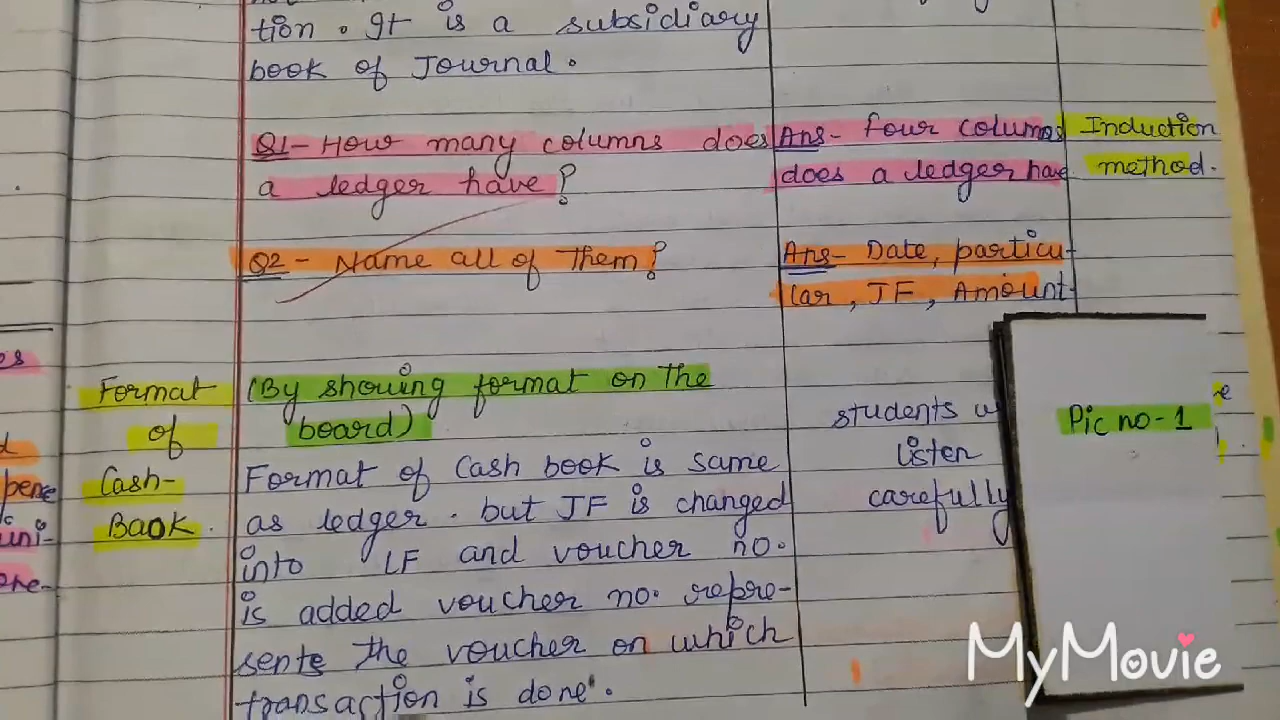 tion. It is a subsidiary
book of Journal.
Q1- How many columns does
a ledger have?
Ans- four columns
does a ledger have
Induction
method.
Q2- Name all of them?
Ans- Date, particu-
lar, JF, Amount
Format
of
Cash-
Baok.
(By showing format on the
board)
Format of Cash book is same
as ledger. but JF is changed
into LF and voucher no.
is added voucher no. repre-
sents the voucher on which
transaction is done'.
students
listen
carefully
Pic no-1
MyMovie